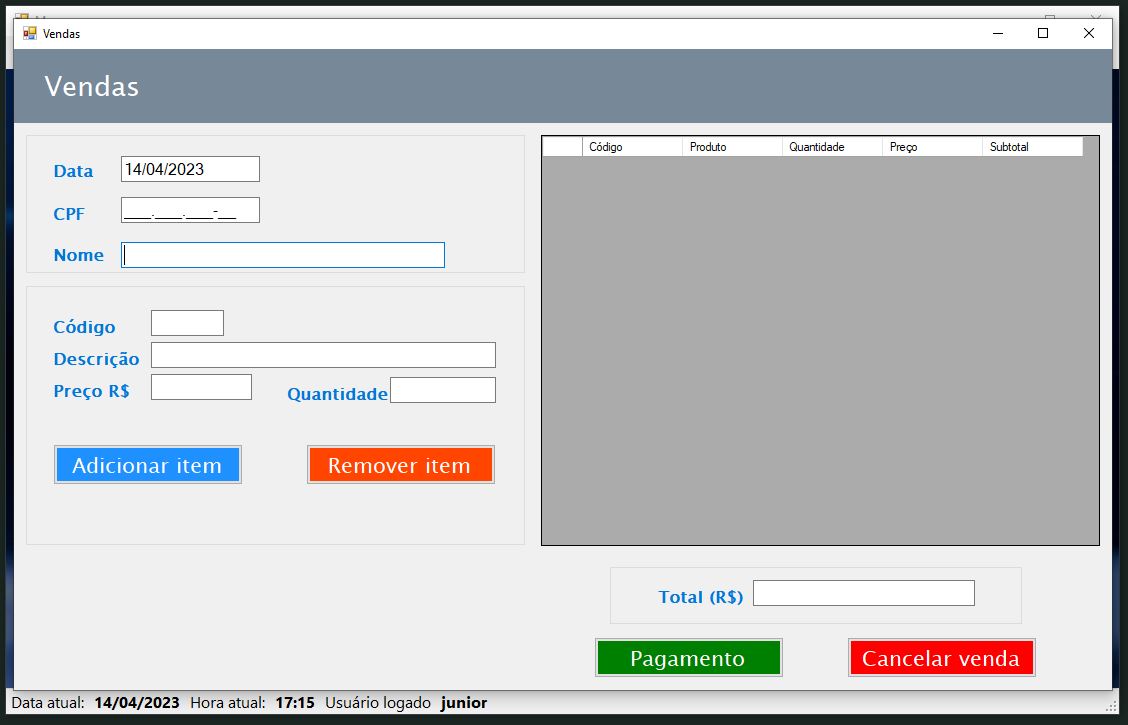 Vendas
Vendas
Data 14/04/2023
CPF ___.___.___-__
Nome
Código
Descrição
Preço R$ Quantidade
Adicionar item Remover item
Código Produto Quantidade Preço Subtotal
Total (R$)
Pagamento Cancelar venda
Data atual: 14/04/2023 Hora atual: 17:15 Usuário logado junior